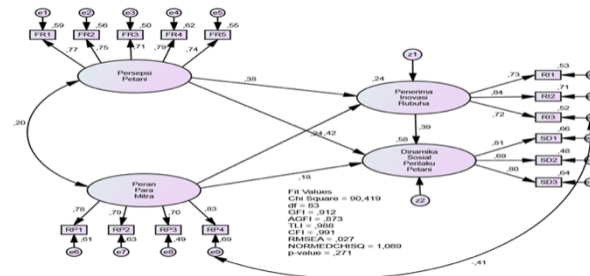 e1 e2 e3 e4 e5
,59 ,56 ,50 ,62 ,55
FR1 FR2 FR3 FR4 FR5
,77 ,75 ,71 ,79 ,74
Persepsi
Petani
z1
,38 ,24
Penerima
Inovasi
Rubuha
,73 ,84 ,72
RI1 ,53
RI2 ,71
RI3 ,52
,20
,24 ,42
,39
,58
Dinamika
Sosial
Perilaku
Petani
,81 ,69 ,80
SD1 ,66
SD2 ,48
SD3 ,64
z2
,18
Peran
Para
Mitra
,78 ,79 ,70 ,83
RP1 RP2 RP3 RP4
,61 ,63 ,49 ,69
e6 e7 e8 e9
Fit Values
Chi Square = 90,419
df = 83
GFI = ,912
AGFI = ,873
TLI = ,988
CFI = ,991
RMSEA = ,027
NORMEDCHISQ = 1,089
p-value = ,271
-,41